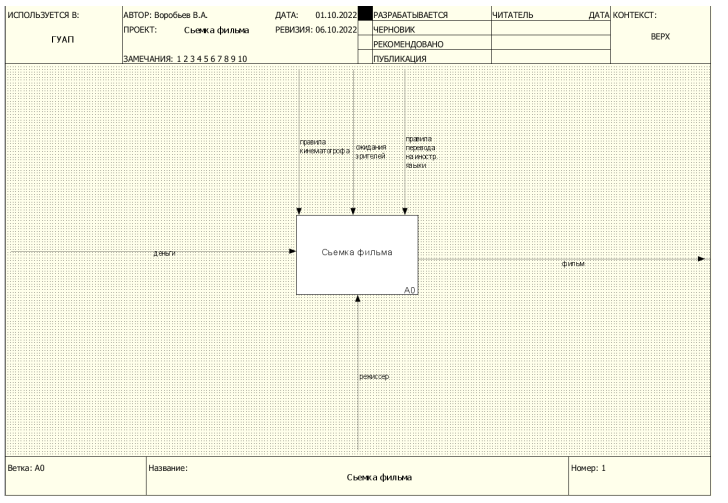 ИСПОЛЬЗУЕТСЯ В:
ГУАП
АВТОР: Воробьев В.А.
ДАТА: 01.10.2022
ПРОЕКТ: Сьемка фильма
РЕВИЗИЯ: 06.10.2022
ЗАМЕЧАНИЯ: 1 2 3 4 5 6 7 8 9 10
РАЗРАБАТЫВАЕТСЯ
ЧЕРНОВИК
РЕКОМЕНДОВАНО
ПУБЛИКАЦИЯ
ЧИТАТЕЛЬ ДАТА
КОНТЕКСТ:
ВЕРХ
правила
кинематогрофа
ожидания
зрителей
правила
перевода
на иностр.
языки
деньги
Сьемка фильма
A0
фильм
режиссер
Ветка: A0
Название:
Сьемка фильма
Номер: 1